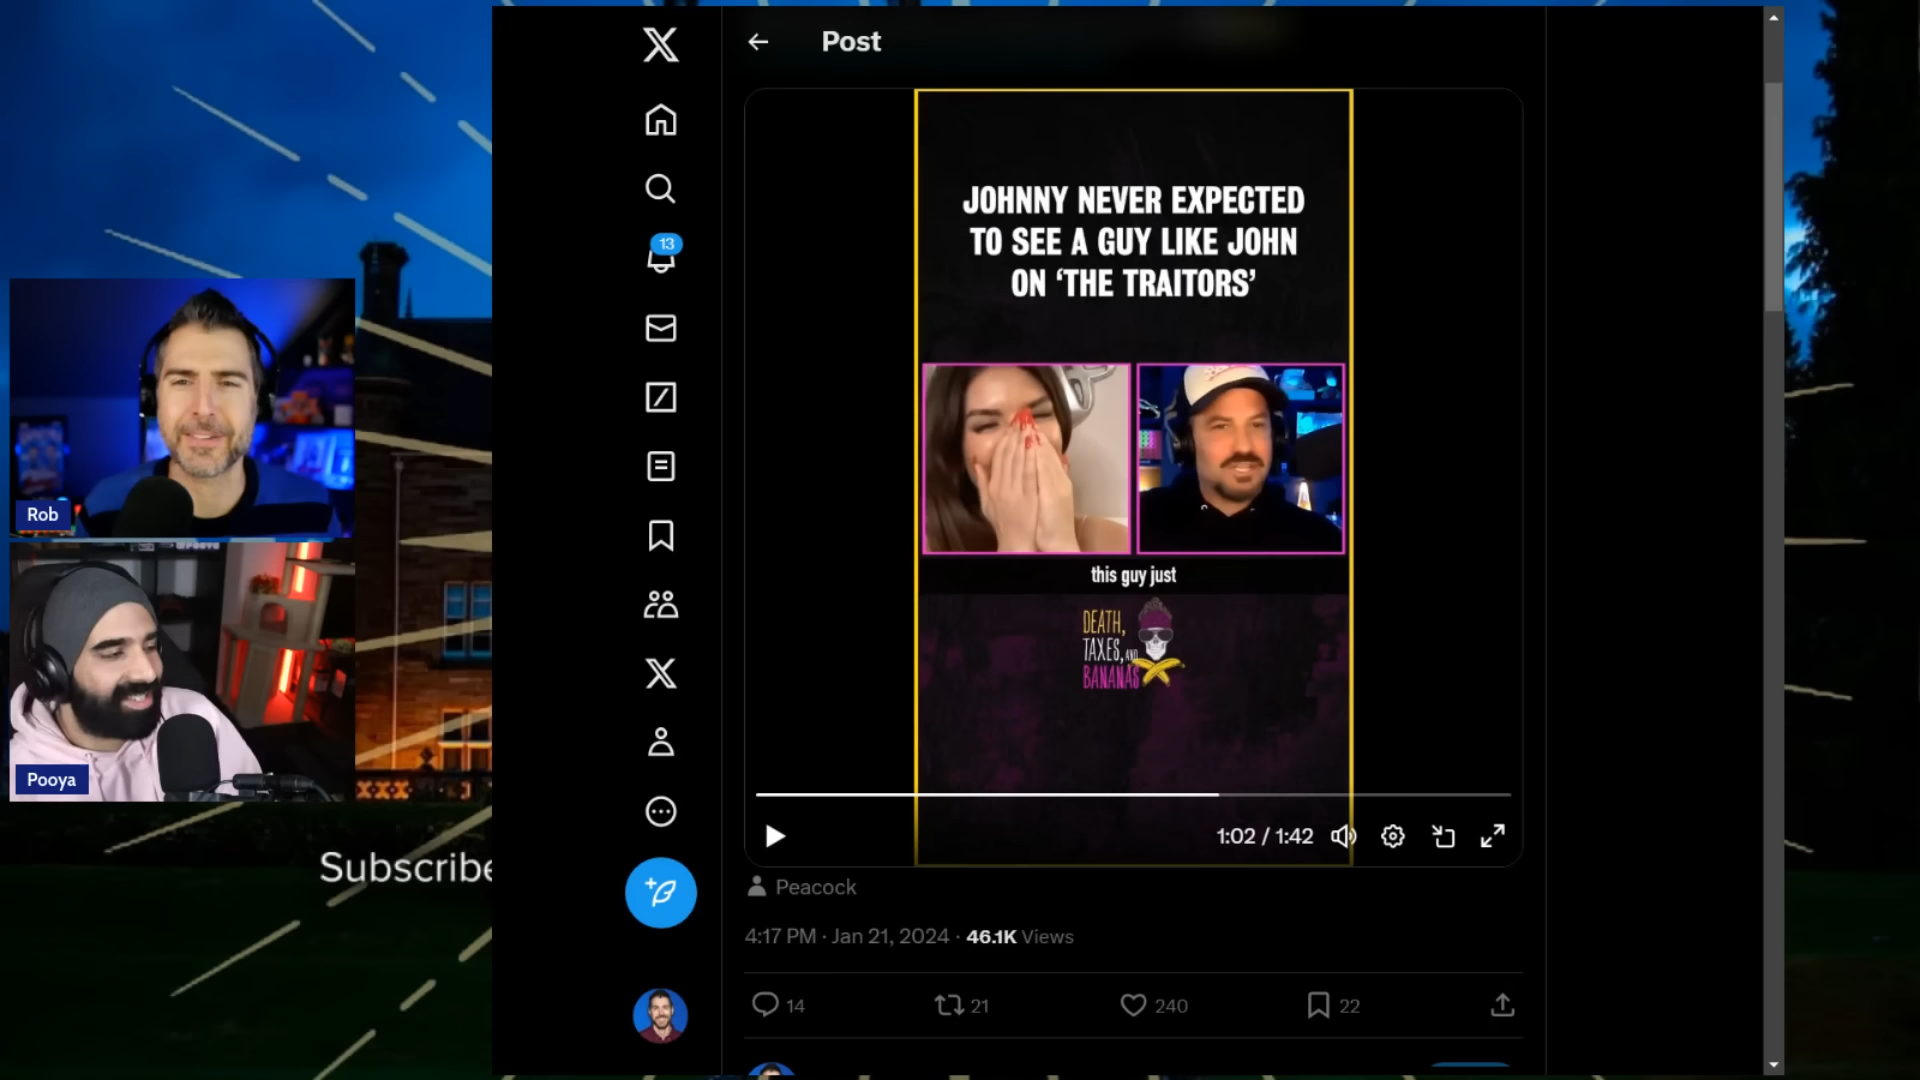 Post
13
JOHNNY NEVER EXPECTED
TO SEE A GUY LIKE JOHN
ON ‘THE TRAITORS’
this guy just
DEATH,
TAXES, AND
BANANAS
1:02 / 1:42
Peacock
4:17 PM · Jan 21, 2024 · 46.1K Views
14
21
240
22
Rob
Pooya
Subscribe